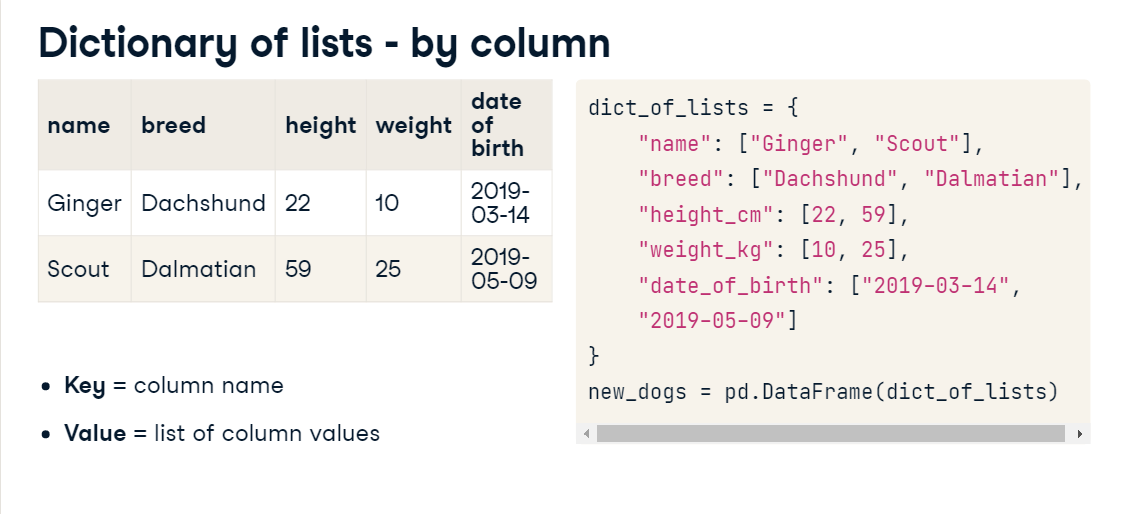 Dictionary of lists - by column
name breed height weight date of birth
Ginger Dachshund 22 10 2019-03-14
Scout Dalmatian 59 25 2019-05-09
• Key = column name
• Value = list of column values
dict_of_lists = {
    "name": ["Ginger", "Scout"],
    "breed": ["Dachshund", "Dalmatian"],
    "height_cm": [22, 59],
    "weight_kg": [10, 25],
    "date_of_birth": ["2019-03-14",
    "2019-05-09"]
}
new_dogs = pd.DataFrame(dict_of_lists)